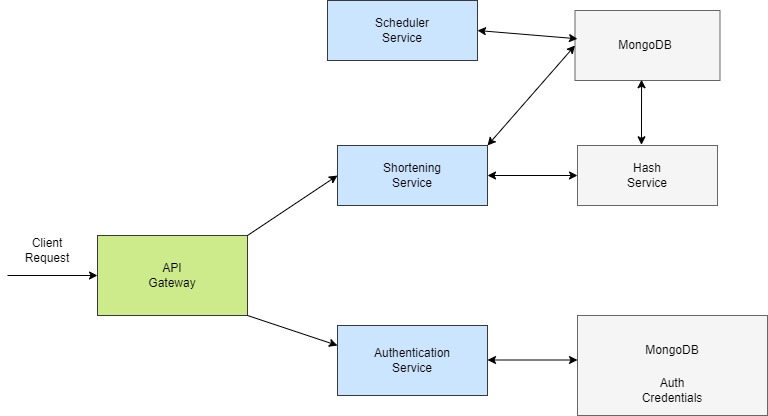 Scheduler
Service
MongoDB
Shortening
Service
Hash
Service
Client
Request
API
Gateway
Authentication
Service
MongoDB
Auth
Credentials